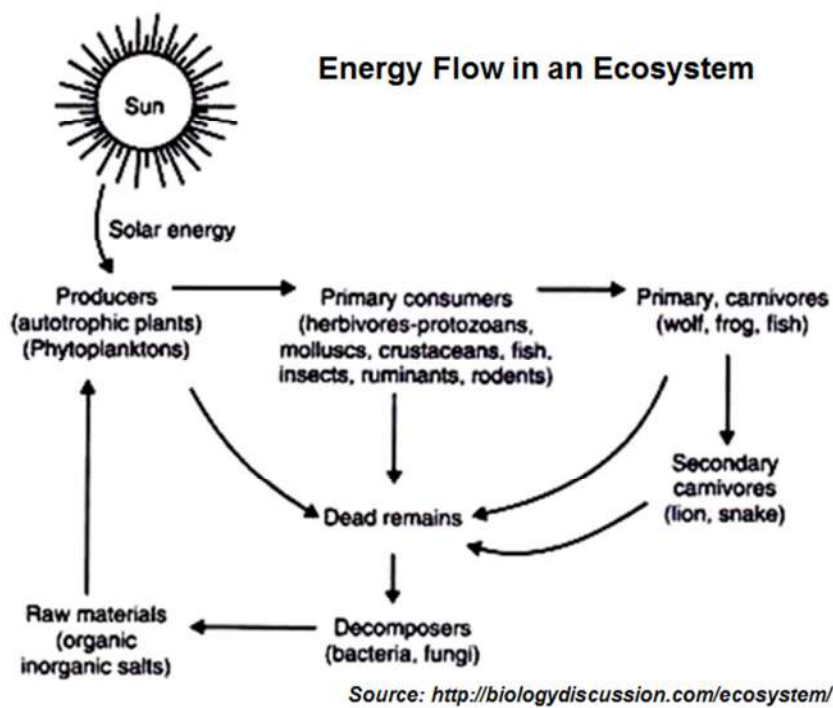 Energy Flow in an Ecosystem
Sun
Solar energy
Producers
(autotrophic plants)
(Phytoplanktons)
Primary consumers
(herbivores-protozoans,
molluscs, crustaceans, fish,
insects, ruminants, rodents)
Primary, carnivores
(wolf, frog, fish)
Secondary
carnivores
(lion, snake)
Dead remains
Raw materials
(organic
inorganic salts)
Decomposers
(bacteria, fungi)
Source: http://biologydiscussion.com/ecosystem/